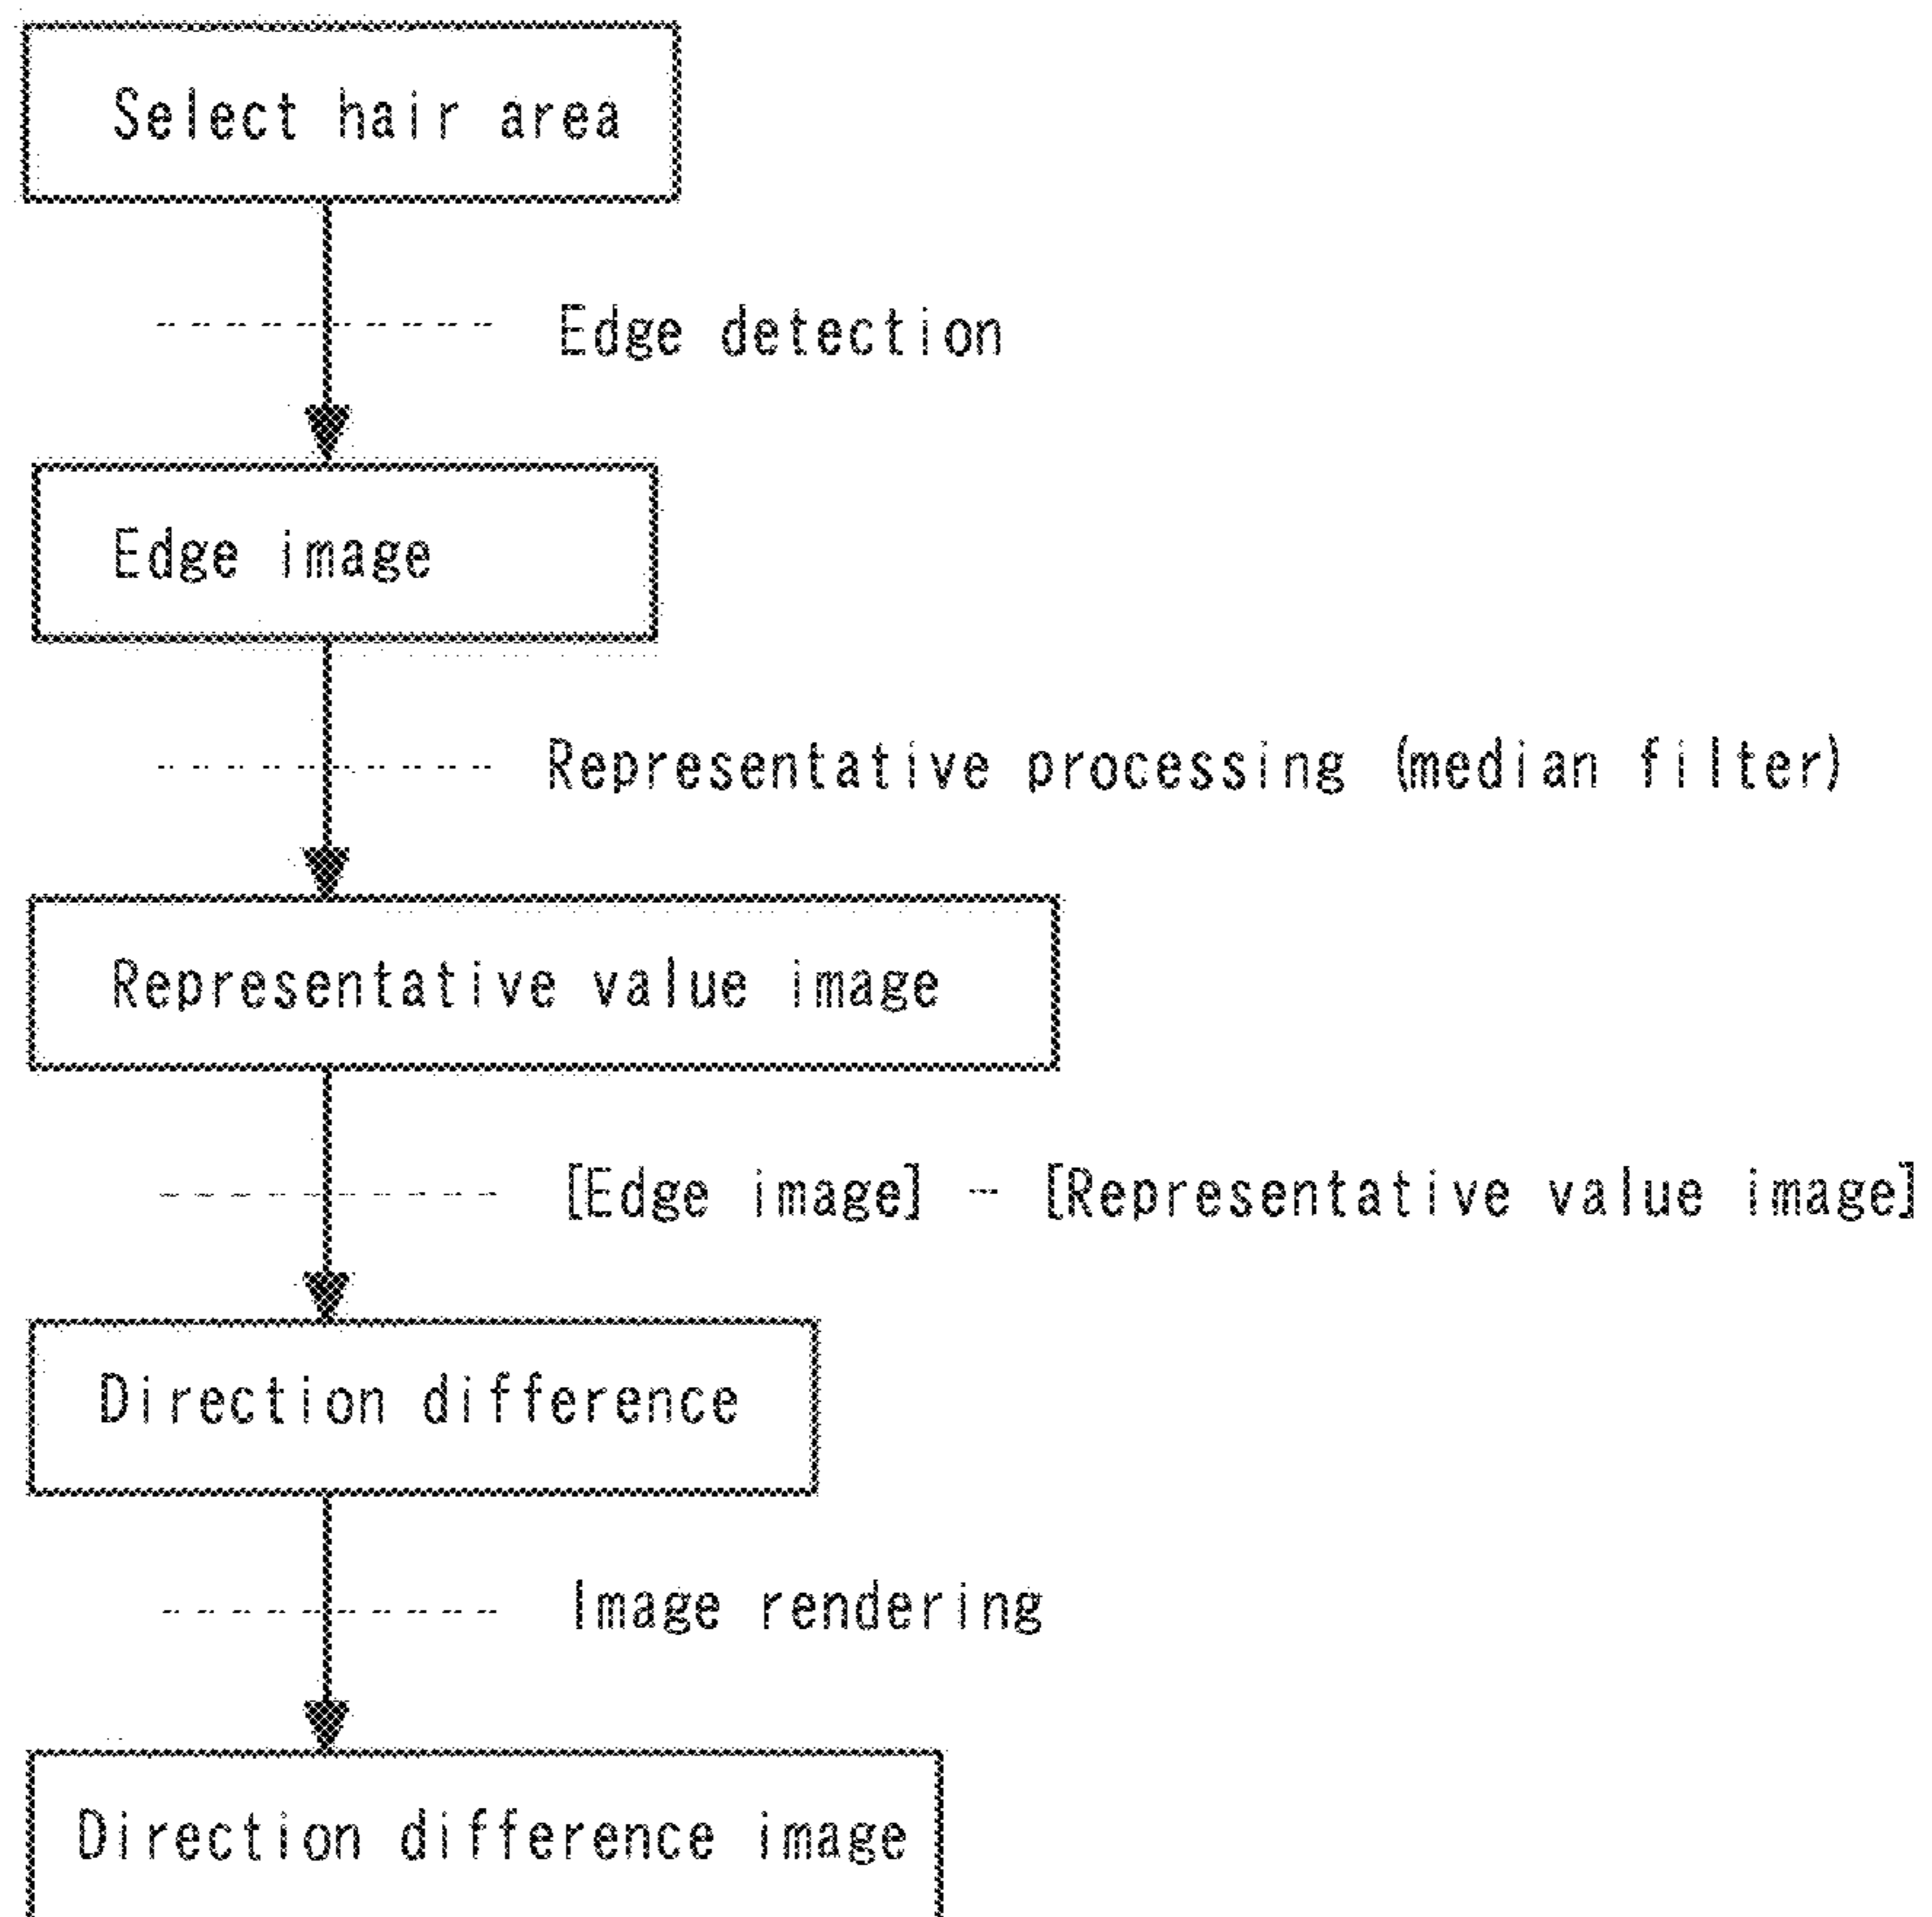 Select hair area
Edge detection
Edge image
Representative processing (median filter)
Representative value image
[Edge image] - [Representative value image]
Direction difference
Image rendering
Direction difference image